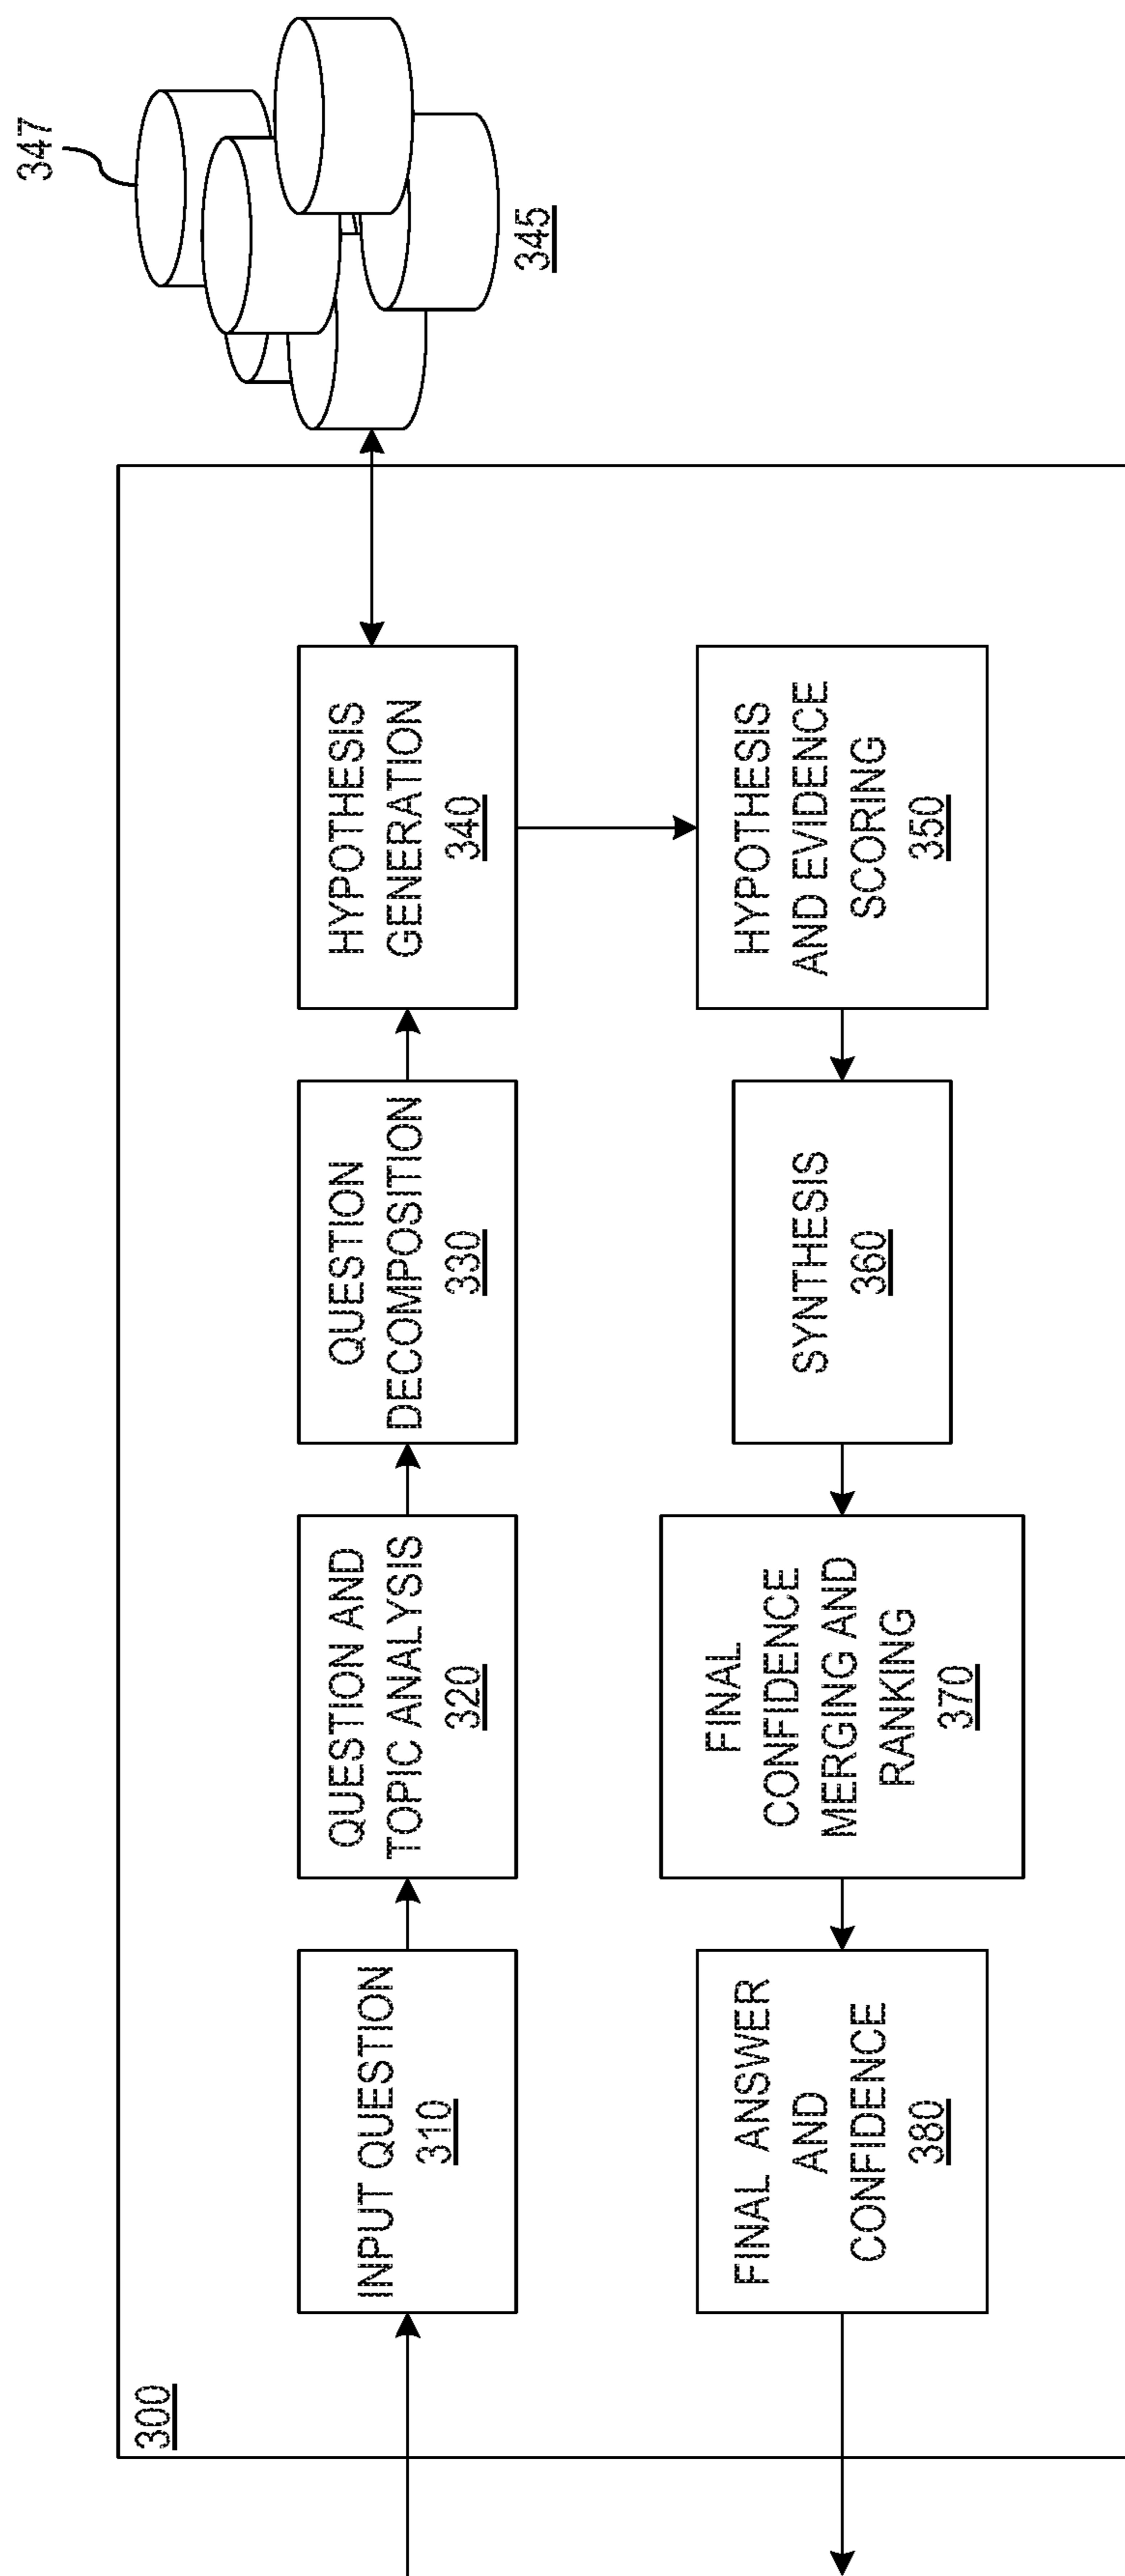 300
INPUT QUESTION
310
QUESTION AND
TOPIC ANALYSIS
320
QUESTION
DECOMPOSITION
330
HYPOTHESIS
GENERATION
340
347
345
HYPOTHESIS
AND EVIDENCE
SCORING
350
SYNTHESIS
360
FINAL
CONFIDENCE
MERGING AND
RANKING
370
FINAL ANSWER
AND
CONFIDENCE
380